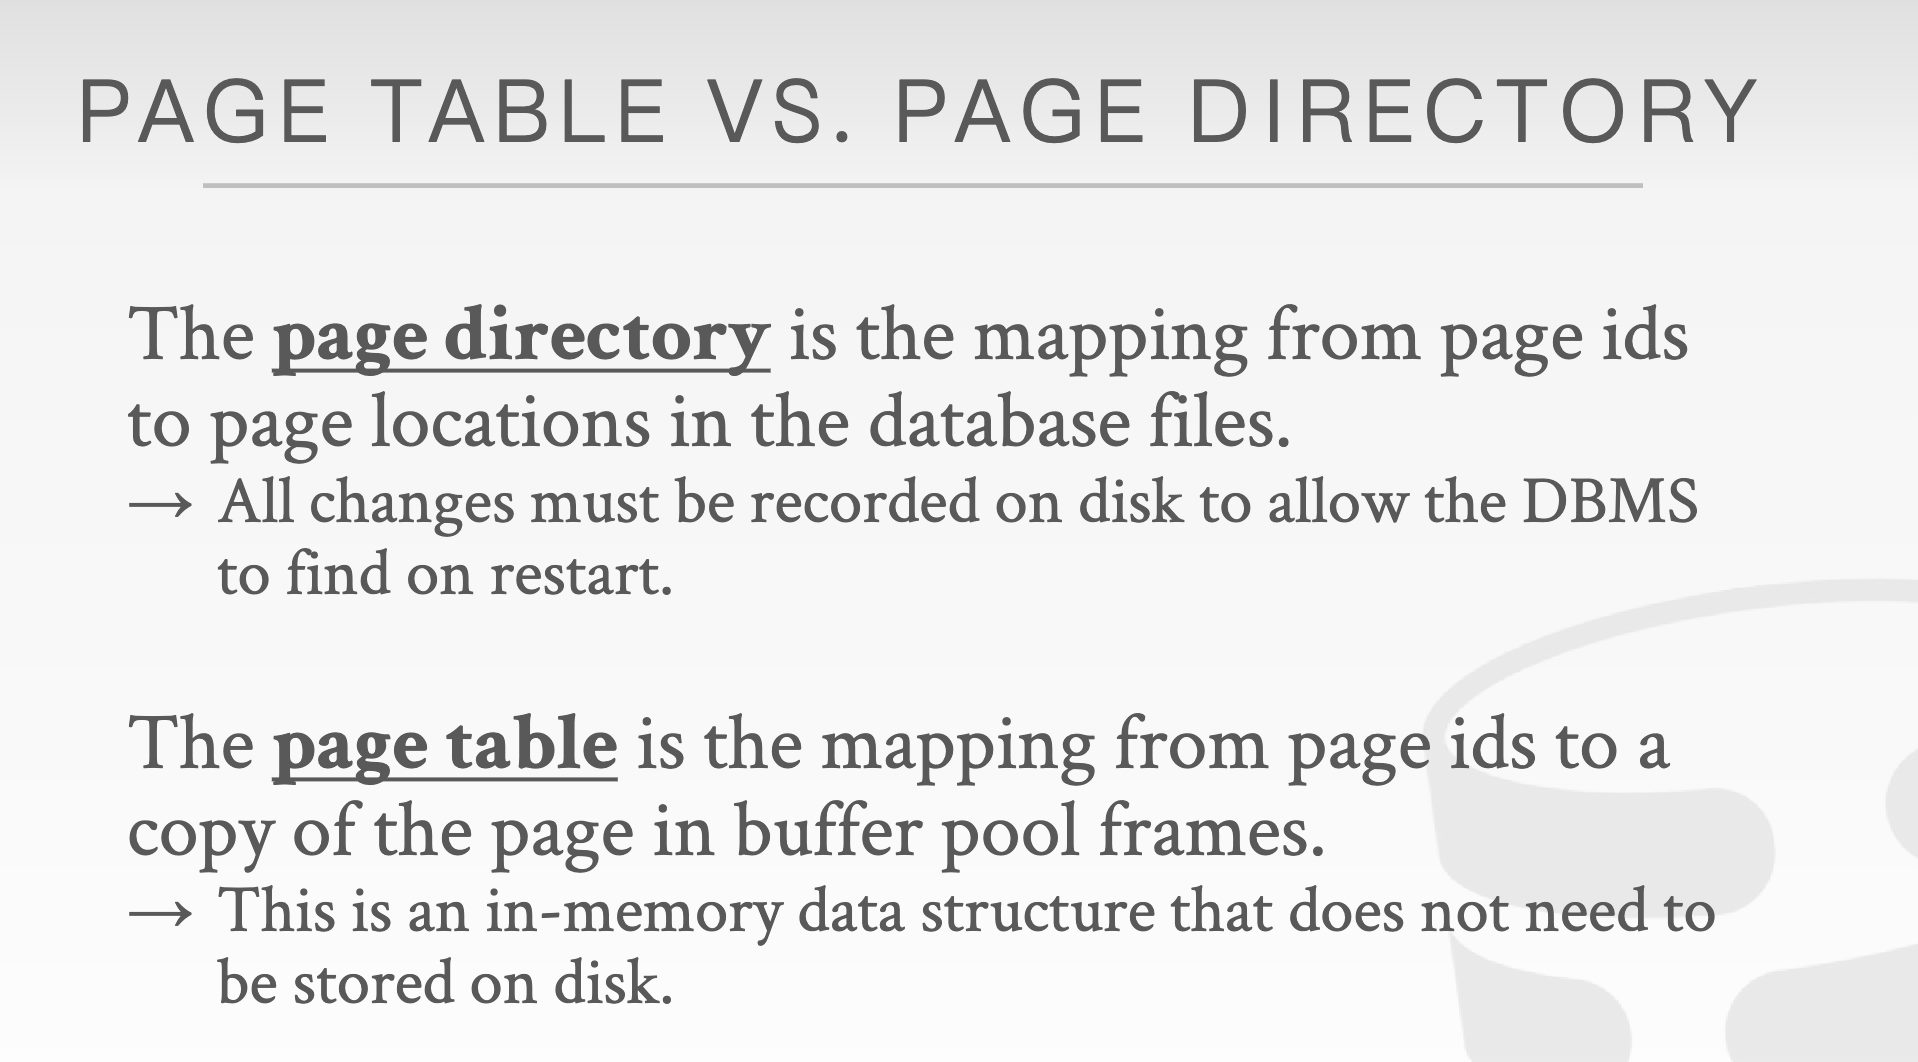 PAGE TABLE VS. PAGE DIRECTORY
The page directory is the mapping from page ids
to page locations in the database files.
→ All changes must be recorded on disk to allow the DBMS
to find on restart.
The page table is the mapping from page ids to a
copy of the page in buffer pool frames.
→ This is an in-memory data structure that does not need to
be stored on disk.